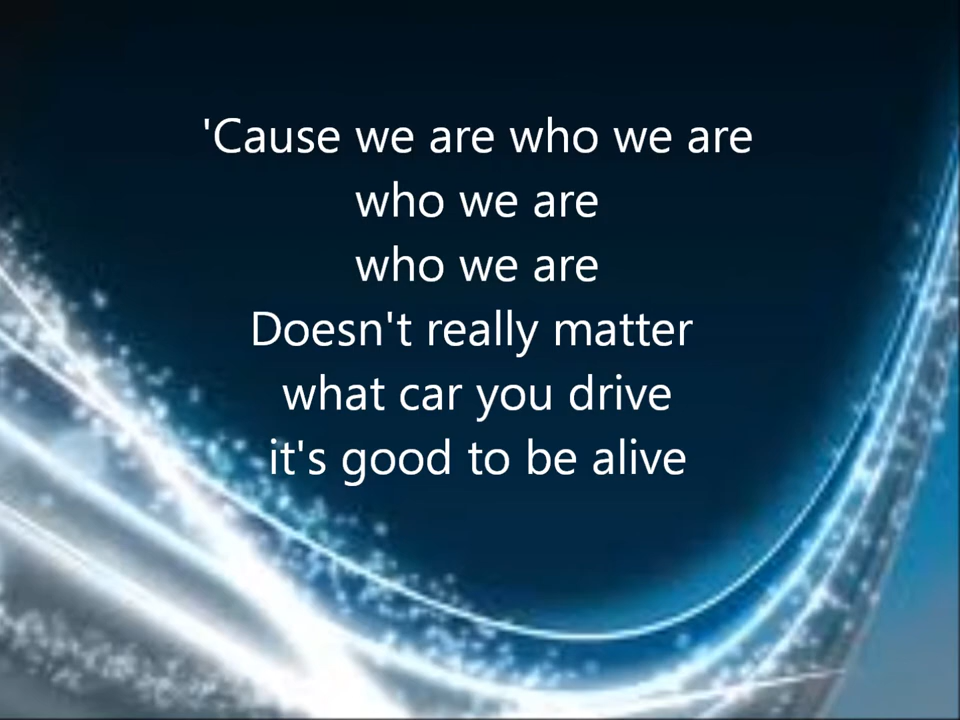 'Cause we are who we are
who we are
who we are
Doesn't really matter
what car you drive
it's good to be alive